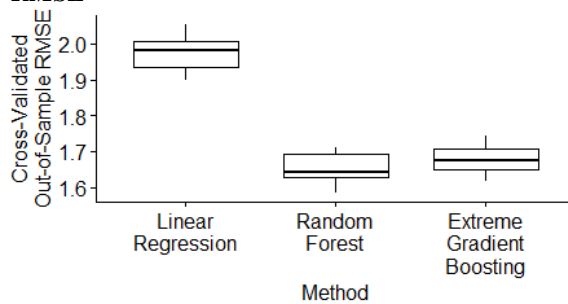 Cross-Validated
Out-of-Sample RMSE
2.0
1.9
1.8
1.7
1.6
Linear
Regression
Random
Forest
Extreme
Gradient
Boosting
Method